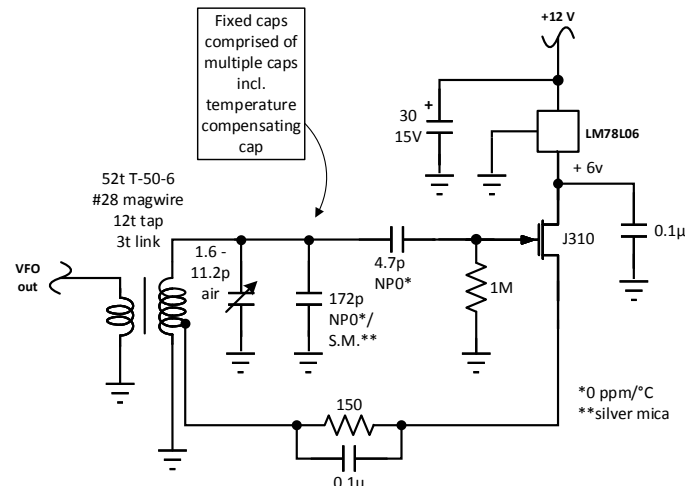 Fixed caps
comprised of
multiple caps
incl.
temperature
compensating
cap
+12 V
+
30
15V
LM78L06
+ 6v
52t T-50-6
#28 magwire
12t tap
3t link
VFO
out
1.6 -
11.2p
air
172p
NP0*/
S.M.**
4.7p
NP0*
1M
J310
0.1µ
150
0.1µ
*0 ppm/°C
**silver mica